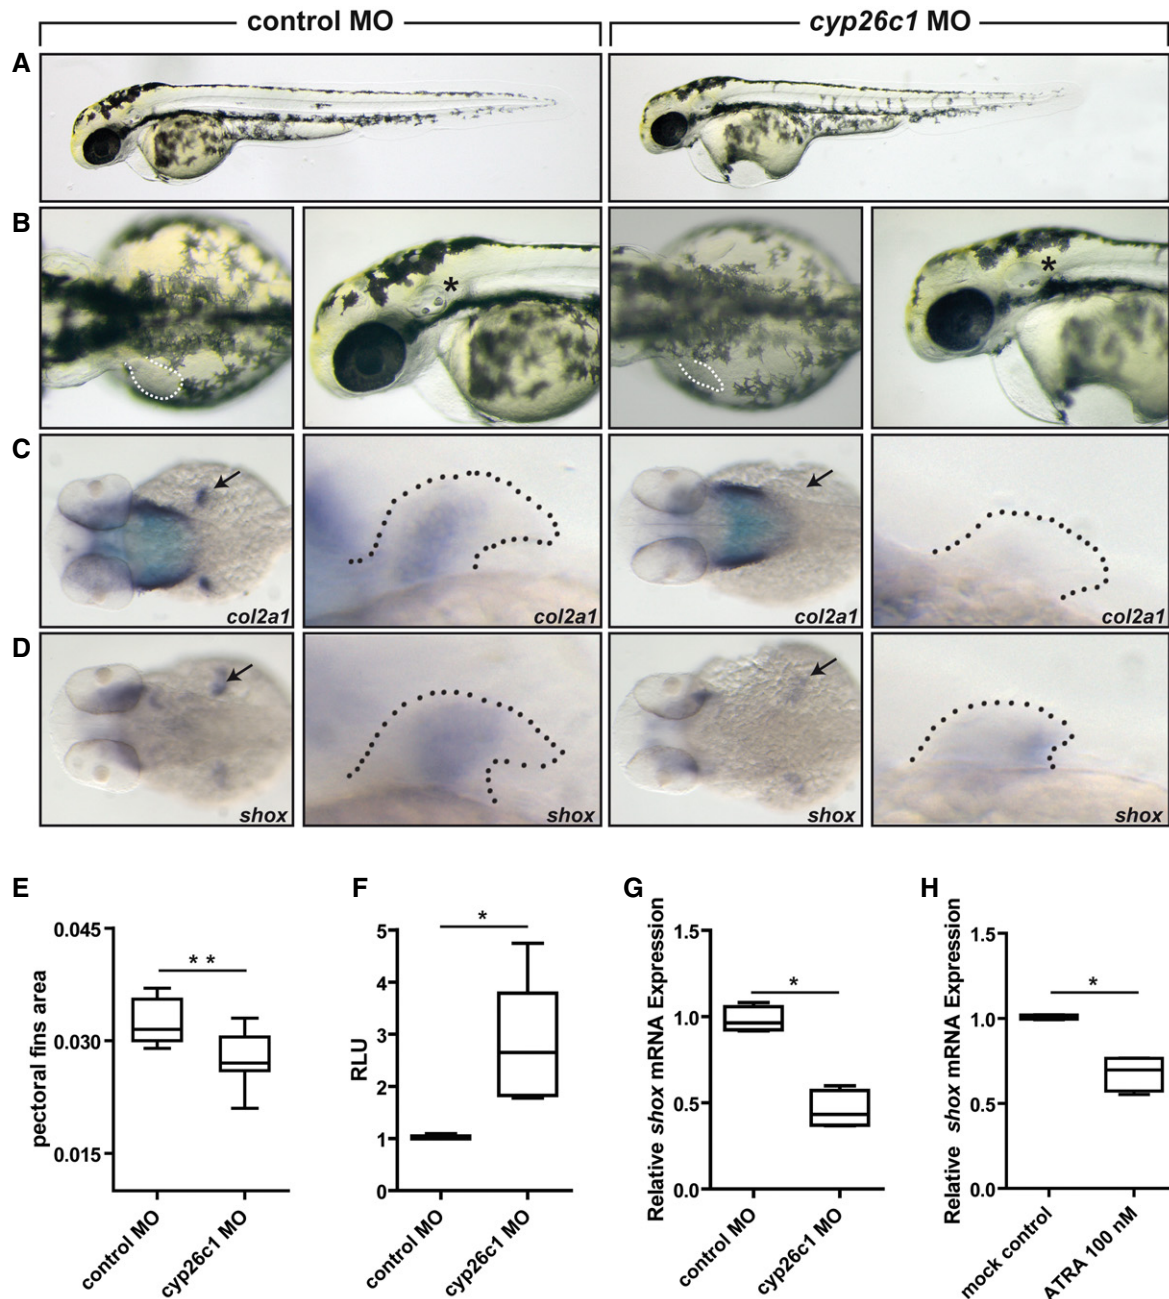 control MO
cyp26c1 MO
A
B
*
*
C
col2a1
col2a1
col2a1
col2a1
D
shox
shox
shox
shox
E
pectoral fins area
0.045
0.030
0.015
* *
control MO
cyp26c1 MO
F
RLU
5
4
3
2
1
0
*
control MO
cyp26c1 MO
G
Relative shox mRNA Expression
1.5
1.0
0.5
0.0
*
control MO
cyp26c1 MO
H
Relative shox mRNA Expression
1.5
1.0
0.5
0.0
*
mock control
ATRA 100 nM